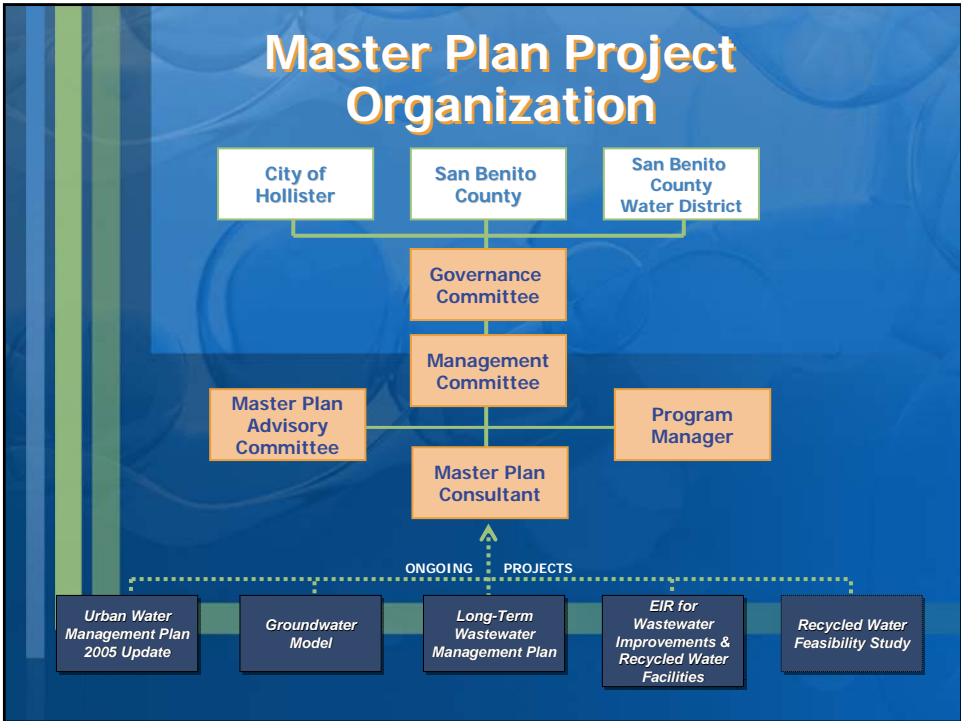 Master Plan Project
Organization
City of
Hollister
San Benito
County
San Benito
County
Water District
Governance
Committee
Management
Committee
Master Plan
Advisory
Committee
Program
Manager
Master Plan
Consultant
ONGOING PROJECTS
Urban Water
Management Plan
2005 Update
Groundwater
Model
Long-Term
Wastewater
Management Plan
EIR for
Wastewater
Improvements &
Recycled Water
Facilities
Recycled Water
Feasibility Study